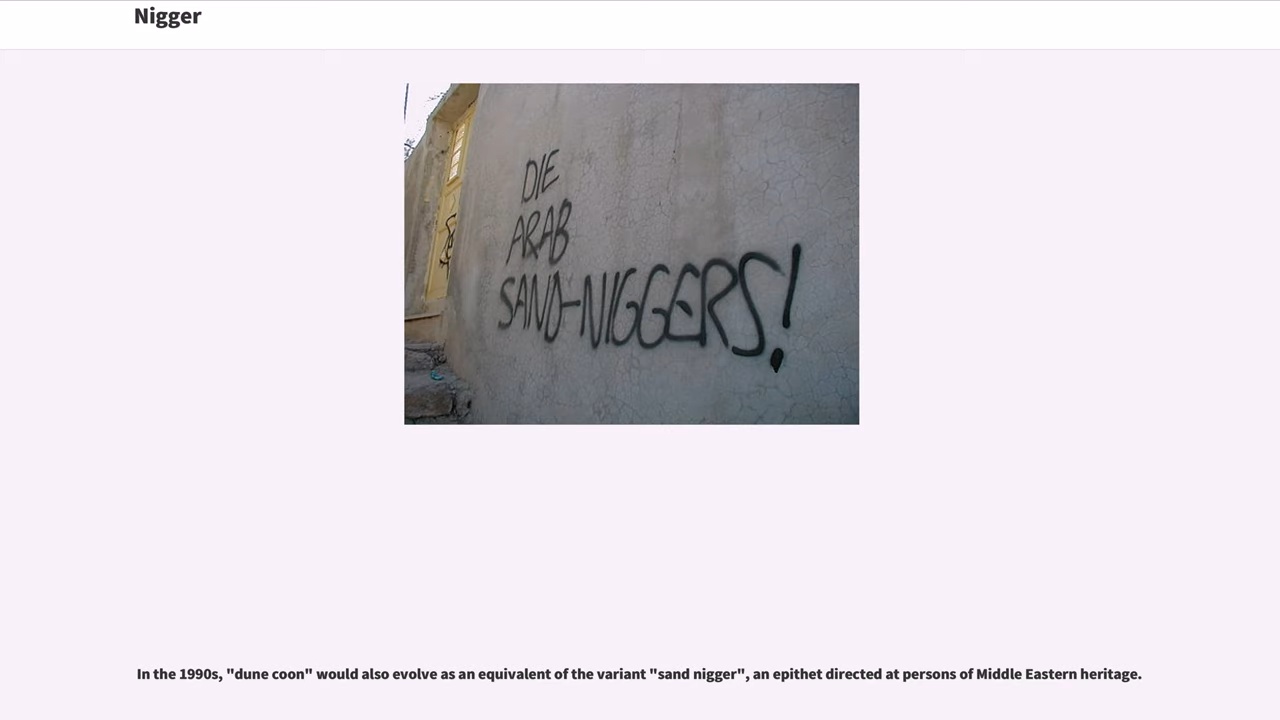 Nigger
DIE
ARAB
SAND-NIGGERS!
In the 1990s, "dune coon" would also evolve as an equivalent of the variant "sand nigger", an epithet directed at persons of Middle Eastern heritage.